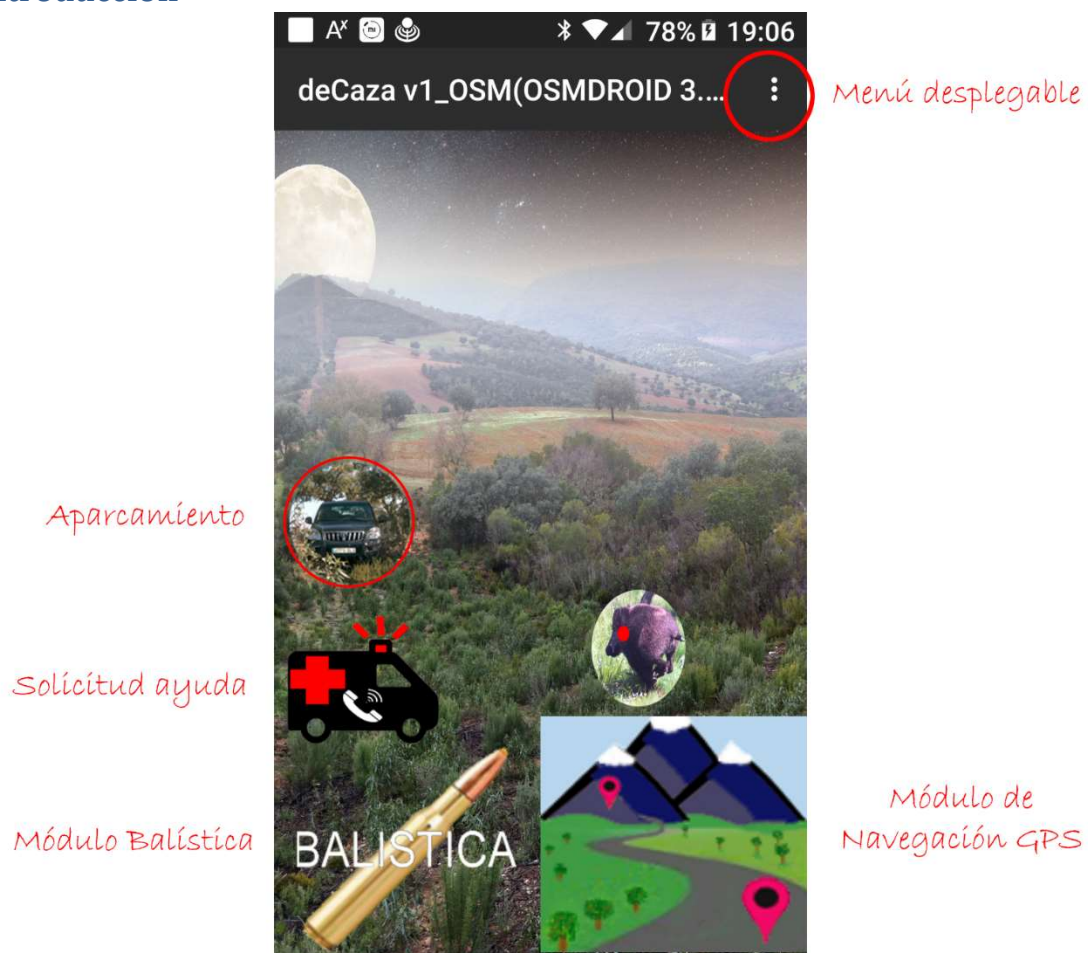 19:06
78%
deCaza v1_OSM(OSMDROID 3....
Menú desplegable
Aparcamiento
Solicitud ayuda
Módulo Balística
BALISTICA
Módulo de
Navegación GPS